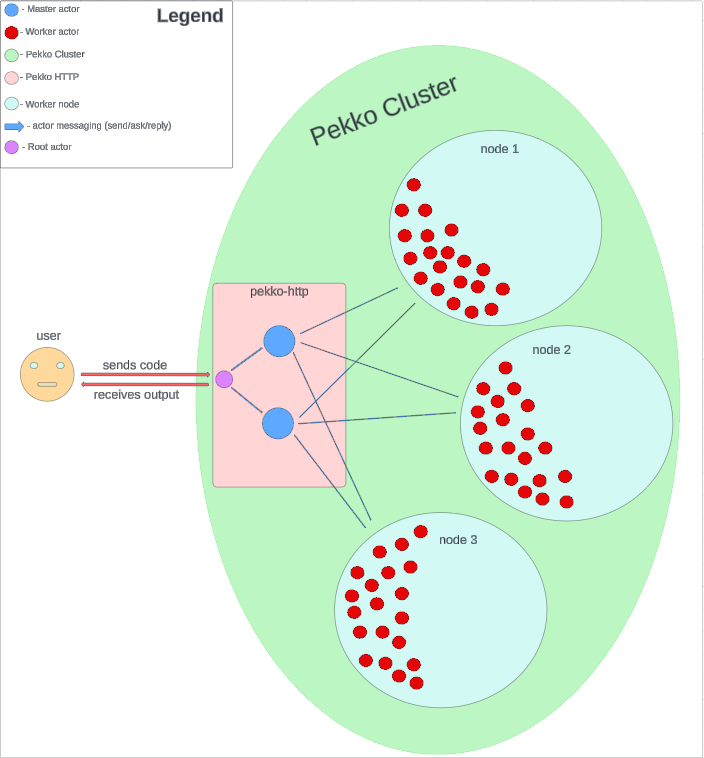 Legend
- Master actor
- Worker actor
- Pekko Cluster
- Pekko HTTP
- Worker node
- actor messaging (send/ask/reply)
- Root actor
Pekko Cluster
node 1
pekko-http
user
sends code
receives output
node 2
node 3